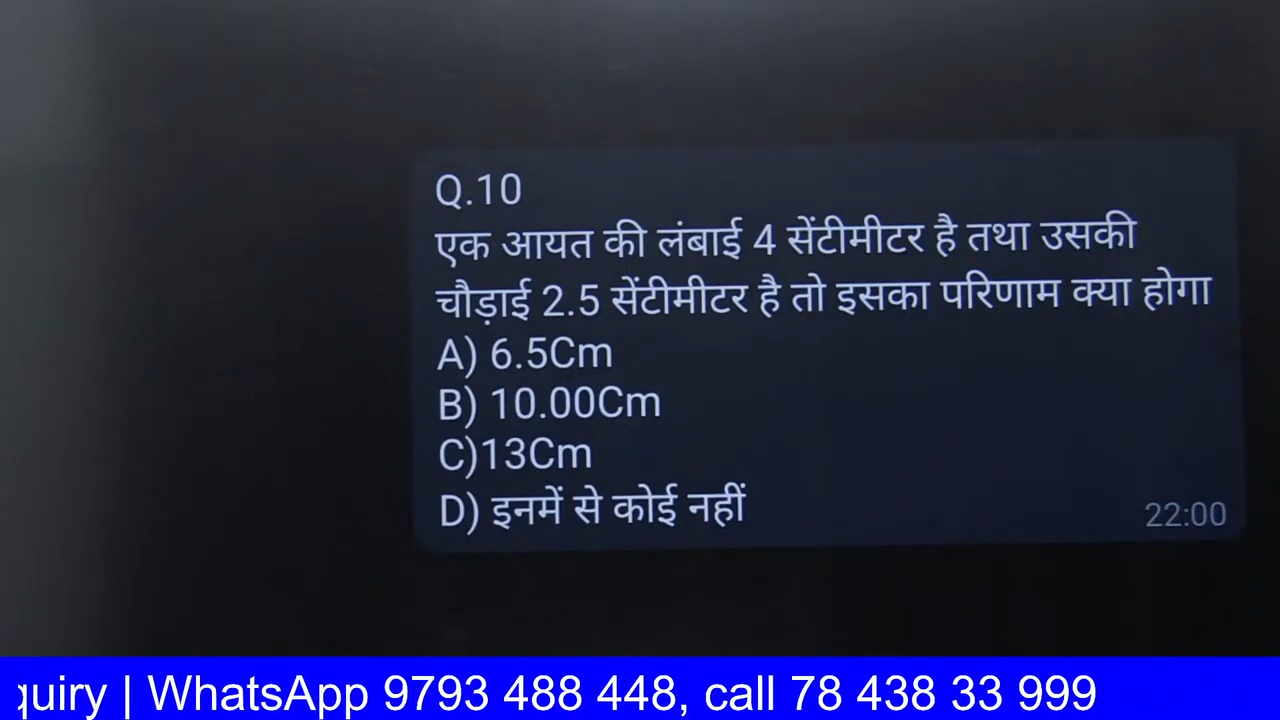 Q.10
एक आयत की लंबाई 4 सेंटीमीटर है तथा उसकी
चौड़ाई 2.5 सेंटीमीटर है तो इसका परिणाम क्या होगा
A) 6.5Cm
B) 10.00Cm
C)13Cm
D) इनमें से कोई नहीं
22:00
quiry | WhatsApp 9793 488 448, call 78 438 33 999